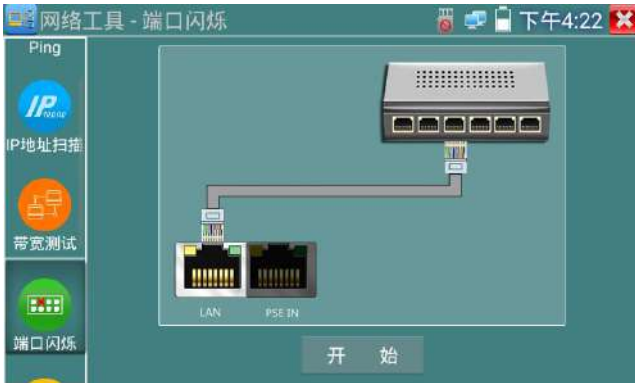 网络工具 - 端口闪烁
下午4:22
Ping
IP
IP地址扫描
带宽测试
端口闪烁
LAN
PSE IN
开 始